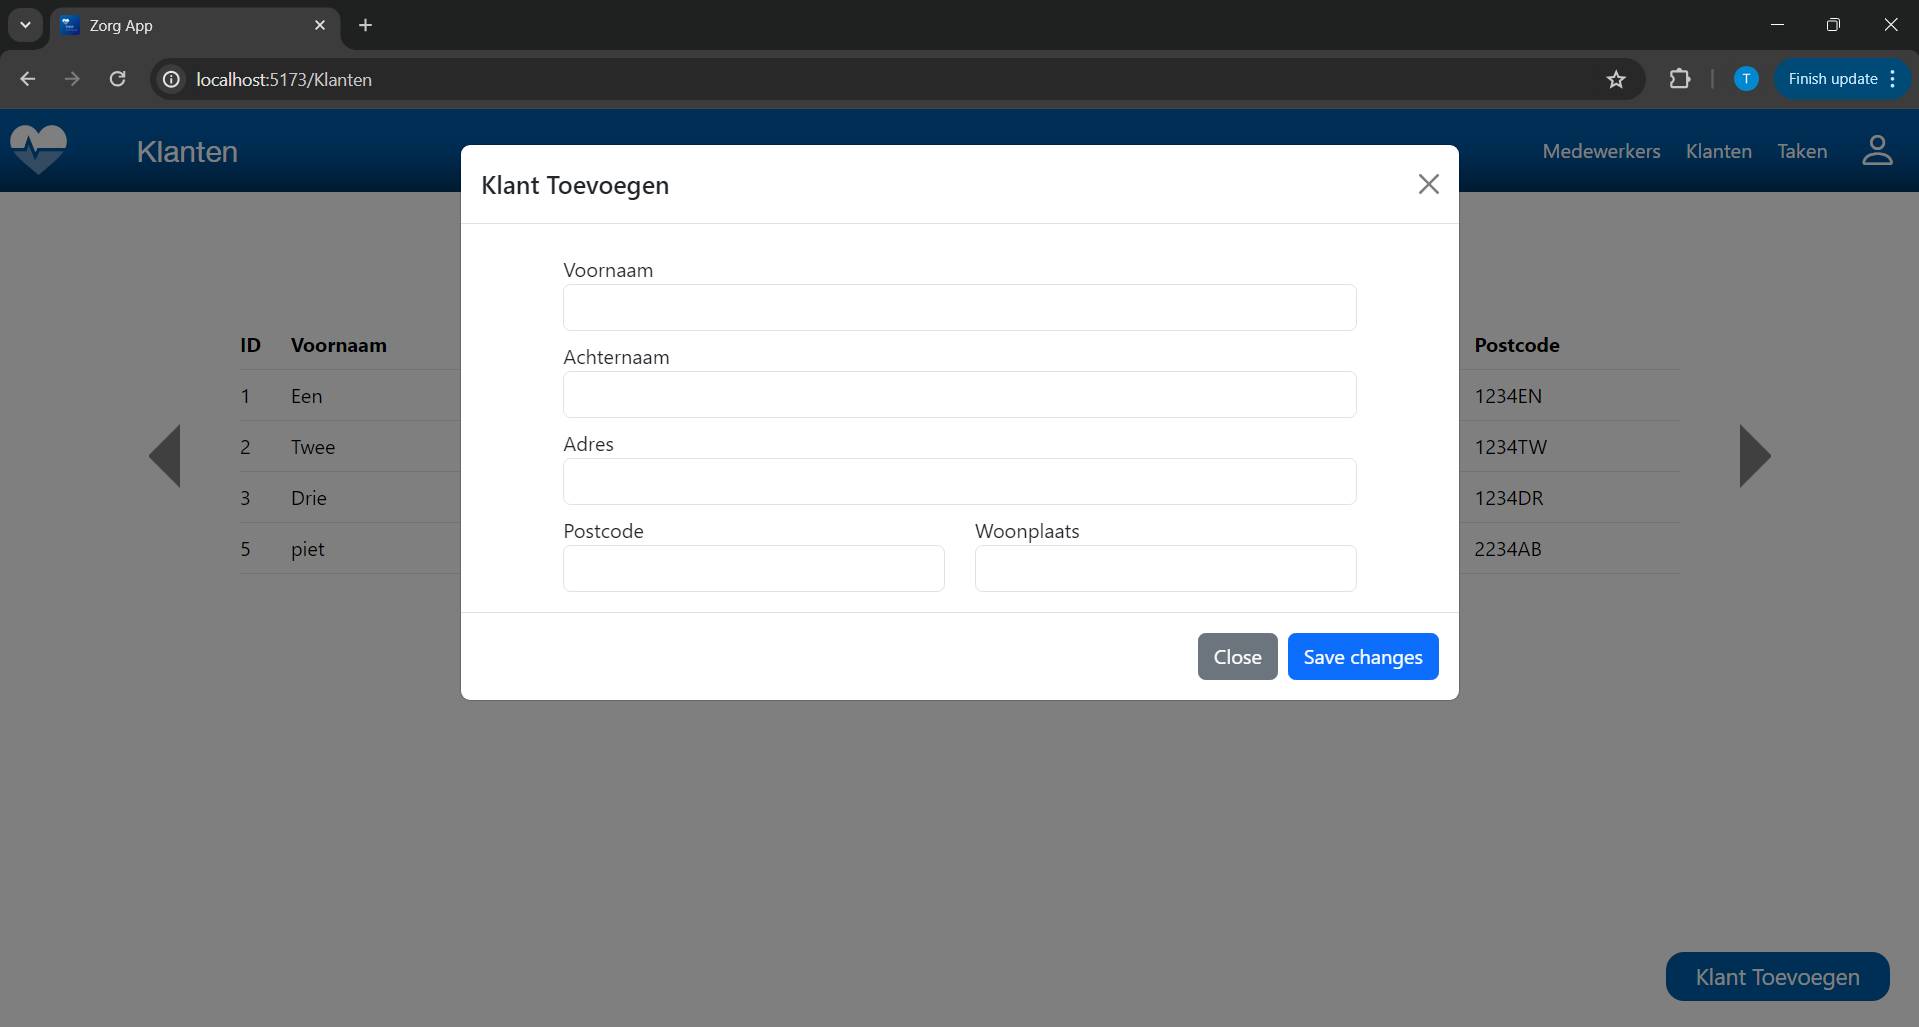 Zorg App
localhost:5173/Klanten
T
Finish update
Klanten
Medewerkers Klanten Taken
Klant Toevoegen
Voornaam
Achternaam
Adres
Postcode Woonplaats
Close Save changes
ID Voornaam Postcode
1 Een 1234EN
2 Twee 1234TW
3 Drie 1234DR
5 piet 2234AB
Klant Toevoegen